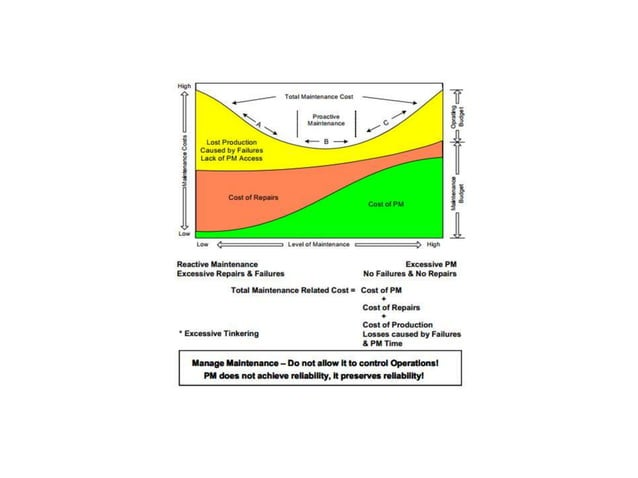 High
Total Maintenance Cost
Proactive
Maintenance
A
B
C
Lost Production
Caused by Failures
Lack of PM Access
Cost of Repairs
Cost of PM
Maintenance Costs
Oprating
Budget
Maintenance
Budget
Low
Low
Level of Maintenance
High
Reactive Maintenance
Excessive Repairs & Failures
Excessive PM
No Failures & No Repairs
Total Maintenance Related Cost = Cost of PM
+
Cost of Repairs
+
Cost of Production
Losses caused by Failures
& PM Time
* Excessive Tinkering
Manage Maintenance – Do not allow it to control Operations!
PM does not achieve reliability, it preserves reliability!